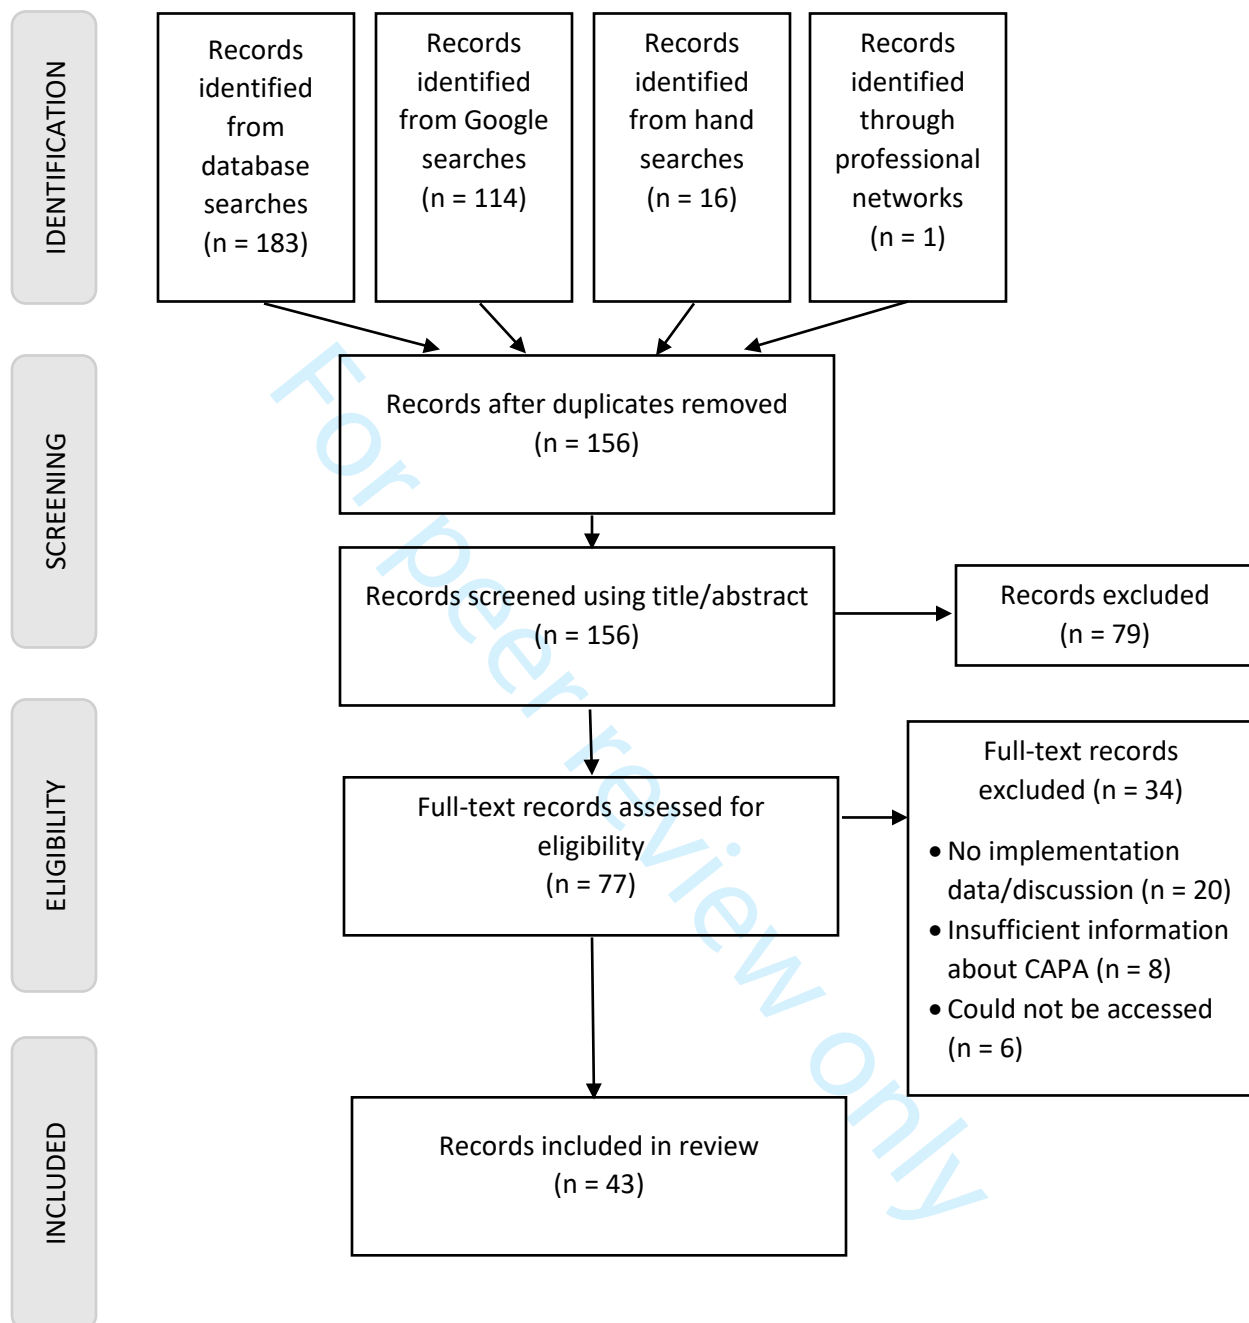 IDENTIFICATION
Records
identified
from
database
searches
(n = 183)
Records
identified
from Google
searches
(n = 114)
Records
identified
from hand
searches
(n = 16)
Records
identified
through
professional
networks
(n = 1)
SCREENING
Records after duplicates removed
(n = 156)
Records screened using title/abstract
(n = 156)
Records excluded
(n = 79)
ELIGIBILITY
Full-text records assessed for
eligibility
(n = 77)
Full-text records
excluded (n = 34)
• No implementation
data/discussion (n = 20)
• Insufficient information
about CAPA (n = 8)
• Could not be accessed
(n = 6)
INCLUDED
Records included in review
(n = 43)
For peer review only